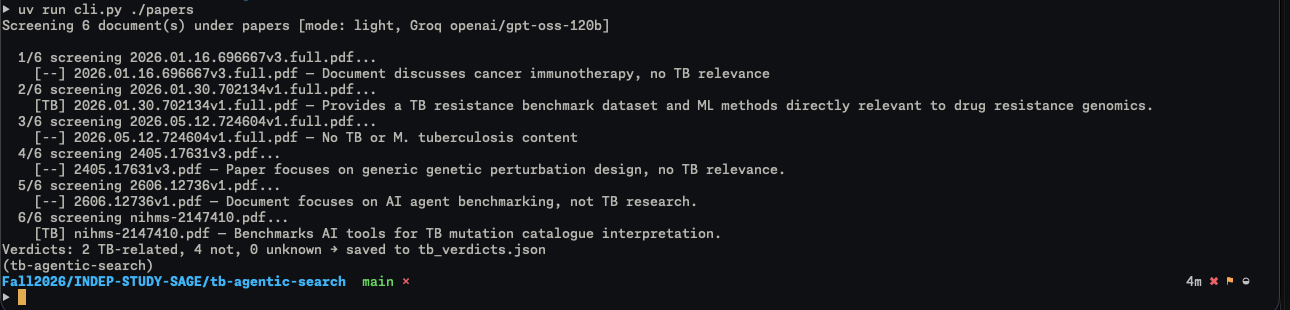 ▶ uv run cli.py ./papers
Screening 6 document(s) under papers [mode: light, Groq openai/gpt-oss-120b]
1/6 screening 2026.01.16.696667v3.full.pdf...
[--] 2026.01.16.696667v3.full.pdf — Document discusses cancer immunotherapy, no TB relevance
2/6 screening 2026.01.30.702134v1.full.pdf...
[TB] 2026.01.30.702134v1.full.pdf — Provides a TB resistance benchmark dataset and ML methods directly relevant to drug resistance genomics.
3/6 screening 2026.05.12.724604v1.full.pdf...
[--] 2026.05.12.724604v1.full.pdf — No TB or M. tuberculosis content
4/6 screening 2405.17631v3.pdf...
[--] 2405.17631v3.pdf — Paper focuses on generic genetic perturbation design, no TB relevance.
5/6 screening 2606.12736v1.pdf...
[--] 2606.12736v1.pdf — Document focuses on AI agent benchmarking, not TB research.
6/6 screening nihms-2147410.pdf...
[TB] nihms-2147410.pdf — Benchmarks AI tools for TB mutation catalogue interpretation.
Verdicts: 2 TB-related, 4 not, 0 unknown → saved to tb_verdicts.json
(tb-agentic-search)
Fall2026/INDEP-STUDY-SAGE/tb-agentic-search main × 4m ✖ ⚑ ◒
▶